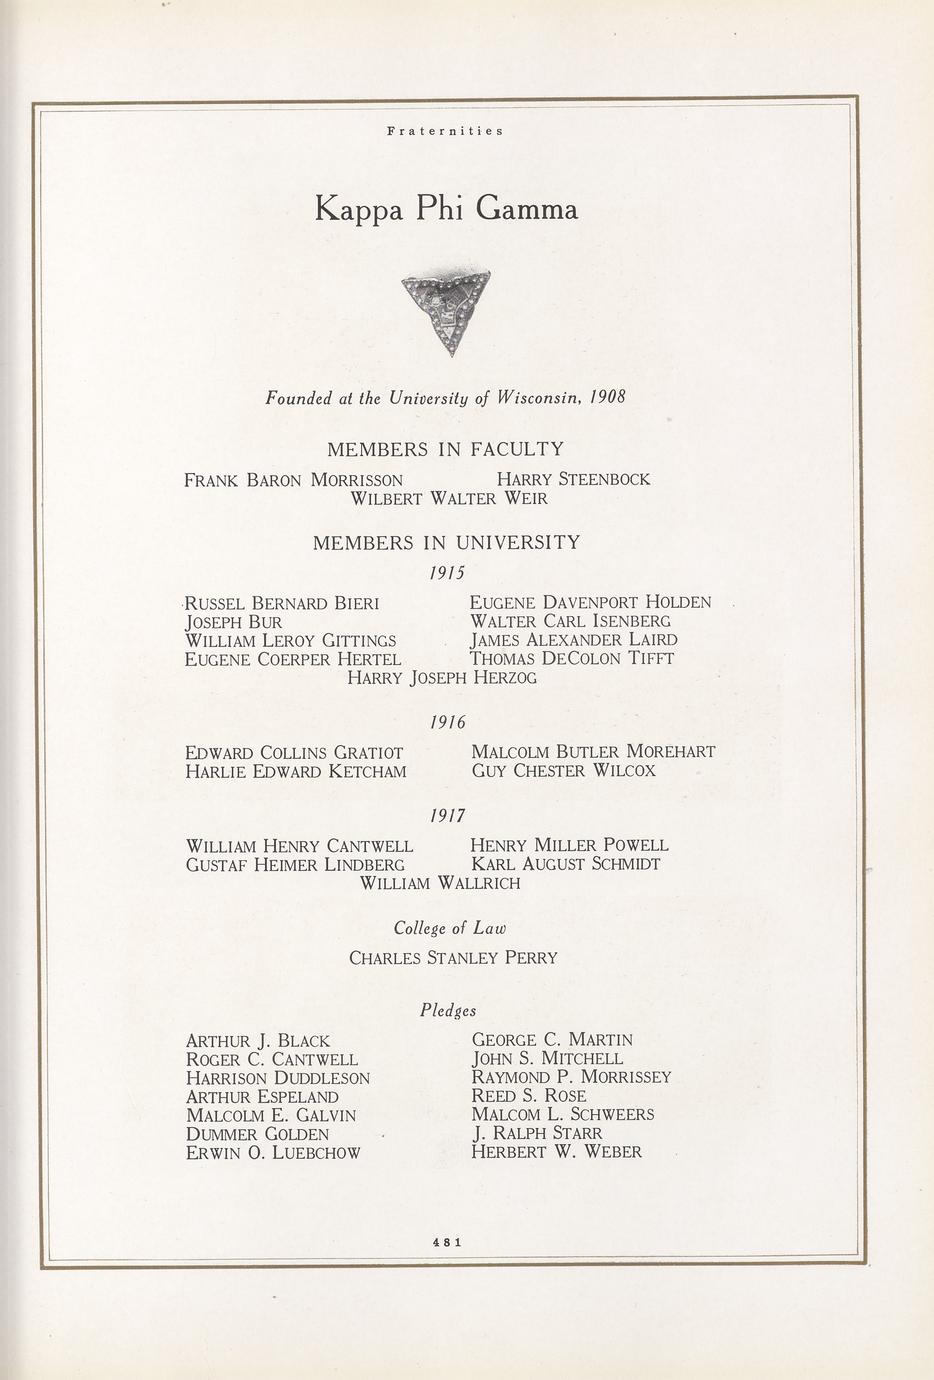 Fraternities
Kappa Phi Gamma
Founded at the University of Wisconsin, 1908
MEMBERS IN FACULTY
FRANK BARON MORRISSON HARRY STEENBOCK
WILBERT WALTER WEIR
MEMBERS IN UNIVERSITY
1915
RUSSEL BERNARD BIERI EUGENE DAVENPORT HOLDEN
JOSEPH BUR WALTER CARL ISENBERG
WILLIAM LEROY GITTINGS JAMES ALEXANDER LAIRD
EUGENE COERPER HERTEL THOMAS DECOLON TIFFT
HARRY JOSEPH HERZOG
1916
EDWARD COLLINS GRATIOT MALCOLM BUTLER MOREHART
HARLIE EDWARD KETCHAM GUY CHESTER WILCOX
1917
WILLIAM HENRY CANTWELL HENRY MILLER POWELL
GUSTAF HEIMER LINDBERG KARL AUGUST SCHMIDT
WILLIAM WALLRICH
College of Law
CHARLES STANLEY PERRY
Pledges
ARTHUR J. BLACK GEORGE C. MARTIN
ROGER C. CANTWELL JOHN S. MITCHELL
HARRISON DUDDLESON RAYMOND P. MORRISSEY
ARTHUR ESPELAND REED S. ROSE
MALCOLM E. GALVIN MALCOM L. SCHWEERS
DUMMER GOLDEN J. RALPH STARR
ERWIN O. LUEBCHOW HERBERT W. WEBER
481